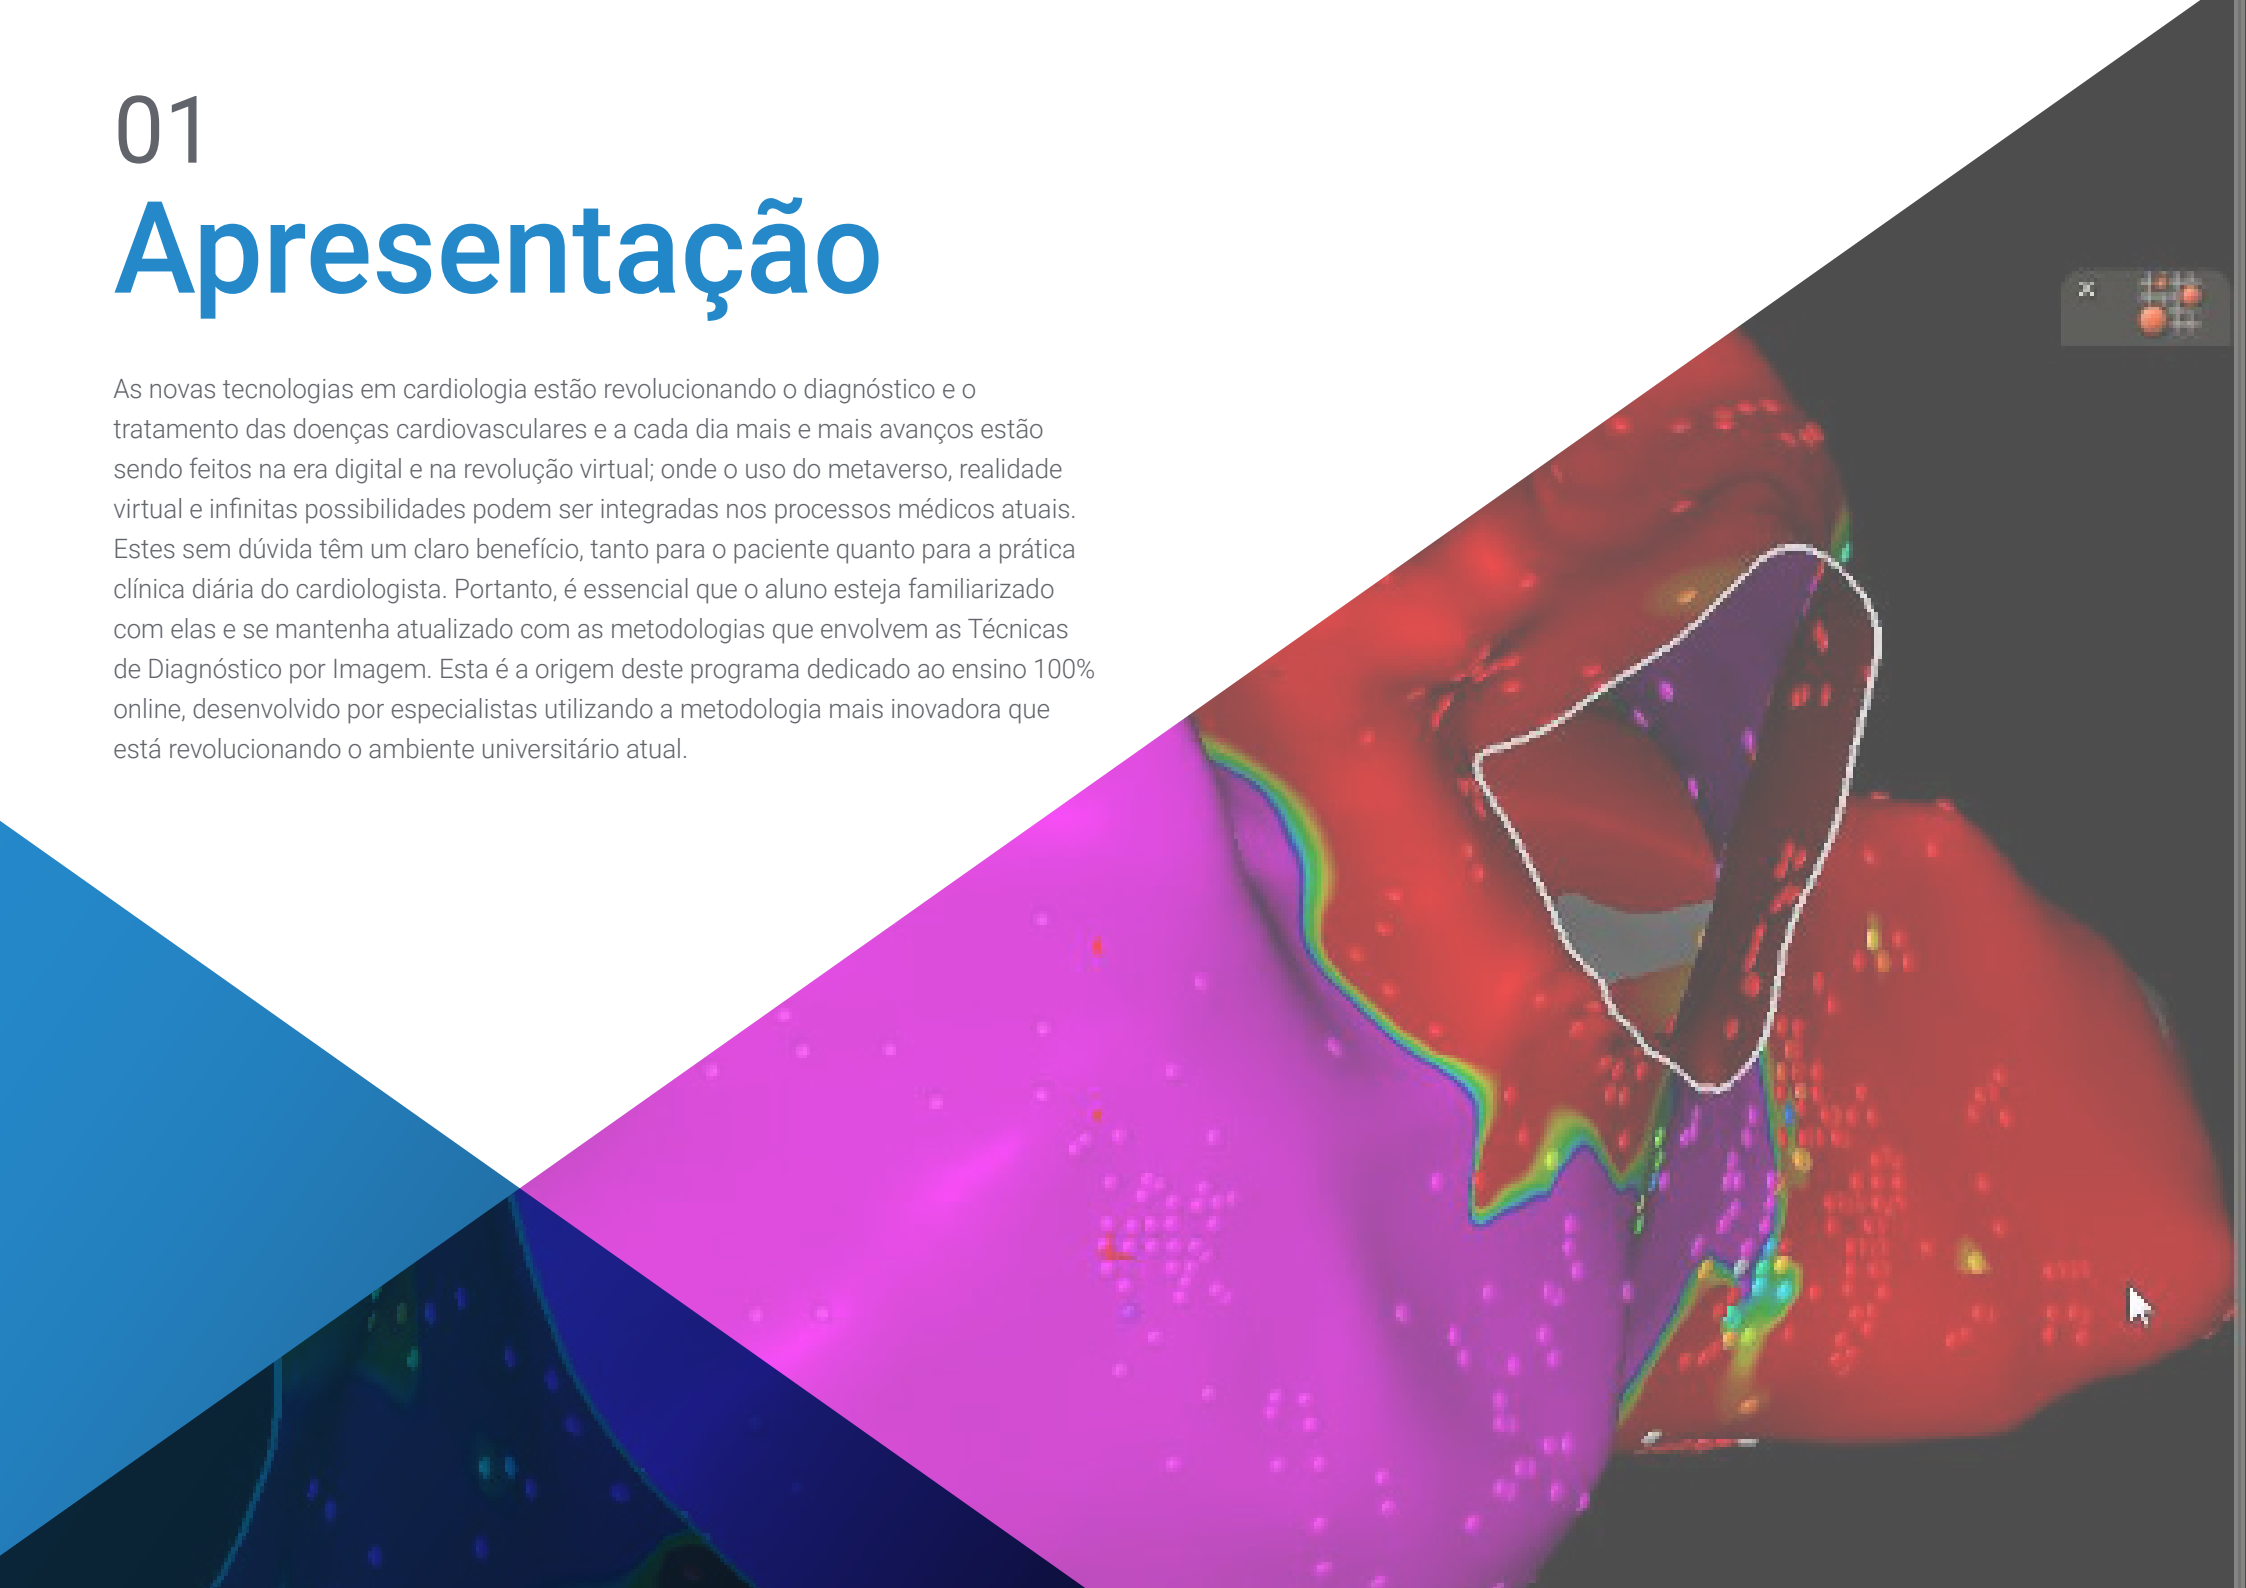 01
Apresentação
As novas tecnologias em cardiologia estão revolucionando o diagnóstico e o
tratamento das doenças cardiovasculares e a cada dia mais e mais avanços estão
sendo feitos na era digital e na revolução virtual; onde o uso do metaverso, realidade
virtual e infinitas possibilidades podem ser integradas nos processos médicos atuais.
Estes sem dúvida têm um claro benefício, tanto para o paciente quanto para a prática
clínica diária do cardiologista. Portanto, é essencial que o aluno esteja familiarizado
com elas e se mantenha atualizado com as metodologias que envolvem as Técnicas
de Diagnóstico por Imagem. Esta é a origem deste programa dedicado ao ensino 100%
online, desenvolvido por especialistas utilizando a metodologia mais inovadora que
está revolucionando o ambiente universitário atual.